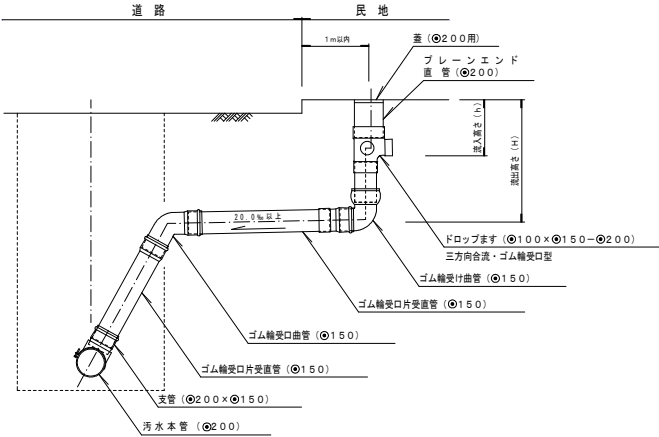 道 路
民 地
1m以内
蓋（◉200用）
プ レ ー ン エ ン ド
直 管（◉200）
流入高さ（h）
流出高さ（H）
20.0‰以上
ドロップます（◉100×◉150−◉200）
三方向合流・ゴム輪受口型
ゴム輪受け曲管（◉150）
ゴム輪受口片受直管（◉150）
ゴム輪受口曲管（◉150）
ゴム輪受口片受直管（◉150）
支管（◉200×◉150）
汚 水 本 管（◉200）